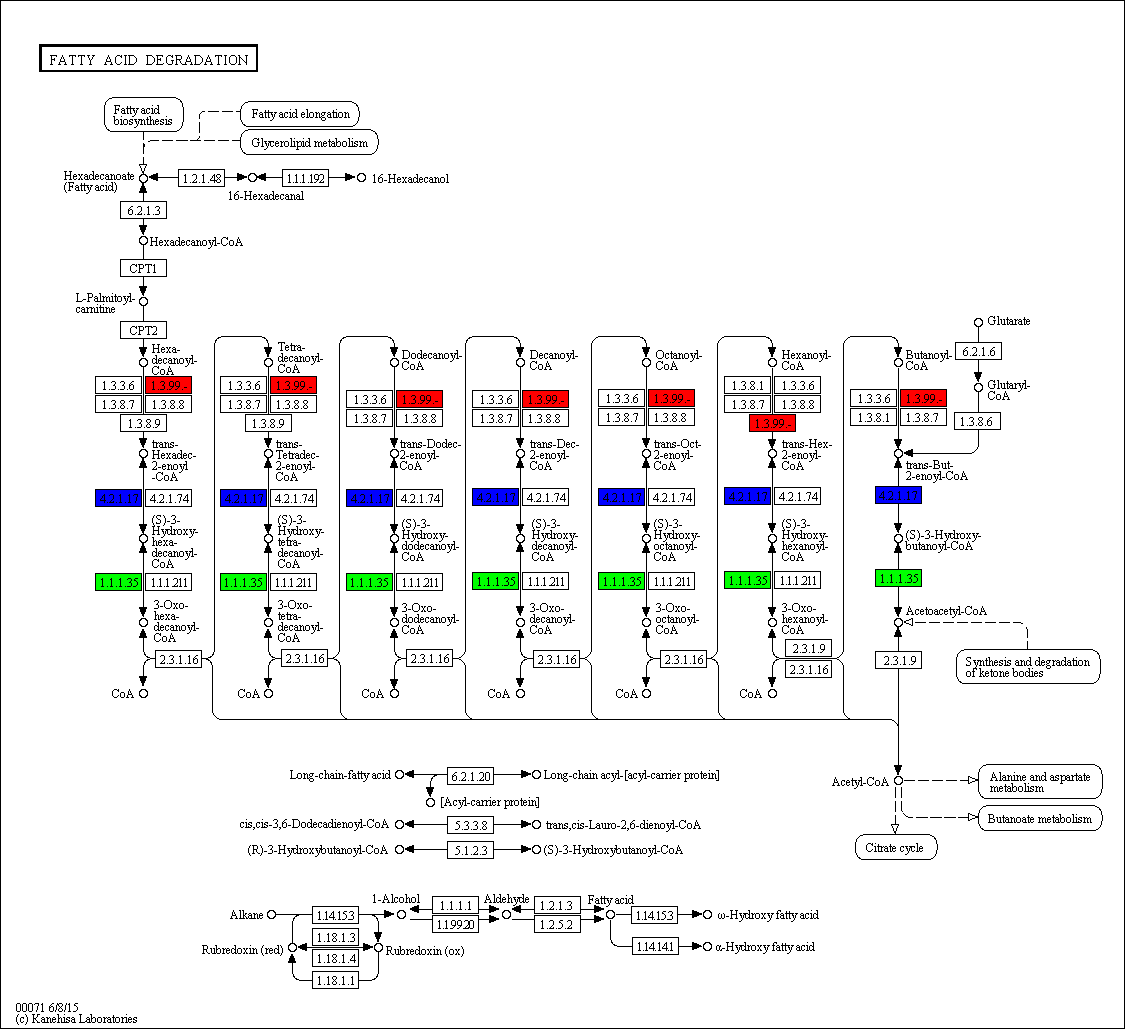 FATTY ACID DEGRADATION
Fatty acid
biosynthesis
Fatty acid elongation
Glycerolipid metabolism
Hexadecanoate
(Fatty acid)
1.2.1.48
16-Hexadecanal
1.1.1.192
16-Hexadecanol
6.2.1.3
Hexadecanoyl-CoA
CPT1
L-Palmitoyl-
carnitine
CPT2
Hexa-
decanoyl-
CoA
Tetra-
decanoyl-
CoA
Dodecanoyl-
CoA
Decanoyl-
CoA
Octanoyl-
CoA
Hexanoyl-
CoA
Butanoyl-
CoA
Glutarate
6.2.1.6
Glutaryl-
CoA
1.3.8.6
1.3.3.6
1.3.99.-
1.3.8.7
1.3.8.8
1.3.8.9
1.3.3.6
1.3.99.-
1.3.8.7
1.3.8.8
1.3.8.9
1.3.3.6
1.3.99.-
1.3.8.7
1.3.8.8
1.3.3.6
1.3.99.-
1.3.8.7
1.3.8.8
1.3.3.6
1.3.99.-
1.3.8.7
1.3.8.8
1.3.8.1
1.3.3.6
1.3.8.7
1.3.8.8
1.3.99.-
1.3.3.6
1.3.99.-
1.3.8.1
1.3.8.7
trans-
Hexadec-
2-enoyl
-CoA
trans-
Tetradec-
2-enoyl-
CoA
trans-Dodec-
2-enoyl-
CoA
trans-Dec-
2-enoyl-
CoA
trans-Oct-
2-enoyl-
CoA
trans-Hex-
2-enoyl-
CoA
trans-But-
2-enoyl-CoA
4.2.1.17
4.2.1.74
4.2.1.17
4.2.1.74
4.2.1.17
4.2.1.74
4.2.1.17
4.2.1.74
4.2.1.17
4.2.1.74
4.2.1.17
4.2.1.74
4.2.1.17
(S)-3-
Hydroxy-
hexa-
decanoyl-
CoA
(S)-3-
Hydroxy-
tetra-
decanoyl-
CoA
(S)-3-
Hydroxy-
dodecanoyl-
CoA
(S)-3-
Hydroxy-
decanoyl-
CoA
(S)-3-
Hydroxy-
octanoyl-
CoA
(S)-3-
Hydroxy-
hexanoyl-
CoA
(S)-3-Hydroxy-
butanoyl-CoA
1.1.1.35
1.1.1.211
1.1.1.35
1.1.1.211
1.1.1.35
1.1.1.211
1.1.1.35
1.1.1.211
1.1.1.35
1.1.1.211
1.1.1.35
1.1.1.211
1.1.1.35
3-Oxo-
hexa-
decanoyl-
CoA
3-Oxo-
tetra-
decanoyl-
CoA
3-Oxo-
dodecanoyl-
CoA
3-Oxo-
decanoyl-
CoA
3-Oxo-
octanoyl-
CoA
3-Oxo-
hexanoyl-
CoA
Acetoacetyl-CoA
2.3.1.16
2.3.1.16
2.3.1.16
2.3.1.16
2.3.1.16
2.3.1.9
2.3.1.16
2.3.1.9
Synthesis and degradation
of ketone bodies
CoA
CoA
CoA
CoA
CoA
CoA
Long-chain-fatty acid
6.2.1.20
Long-chain acyl-[acyl-carrier protein]
[Acyl-carrier protein]
cis,cis-3,6-Dodecadienoyl-CoA
5.3.3.8
trans,cis-Lauro-2,6-dienoyl-CoA
(R)-3-Hydroxybutanoyl-CoA
5.1.2.3
(S)-3-Hydroxybutanoyl-CoA
Acetyl-CoA
Alanine and aspartate
metabolism
Butanoate metabolism
Citrate cycle
Alkane
1.14.15.3
1-Alcohol
1.1.1.1
1.1.99.20
Aldehyde
1.2.1.3
1.2.5.2
Fatty acid
1.14.15.3
ω-Hydroxy fatty acid
1.14.14.1
α-Hydroxy fatty acid
Rubredoxin (red)
1.18.1.3
1.18.1.4
1.18.1.1
Rubredoxin (ox)
00071 6/8/15
(c) Kanehisa Laboratories